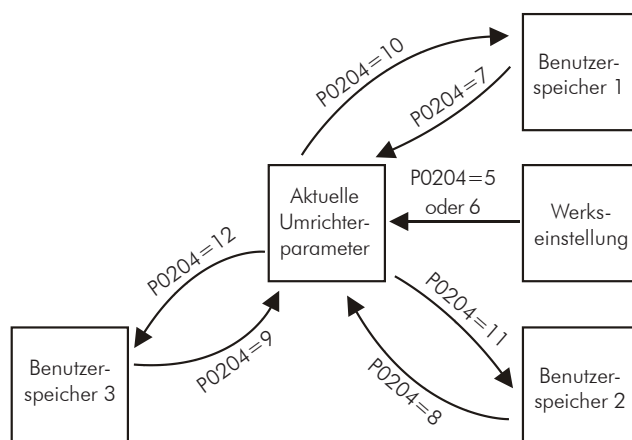 P0204=10
P0204=7
Benutzer-
speicher 1
Aktuelle
Umrichter-
parameter
P0204=5
oder 6
Werks-
einstellung
P0204=12
P0204=9
Benutzer-
speicher 3
P0204=11
P0204=8
Benutzer-
speicher 2